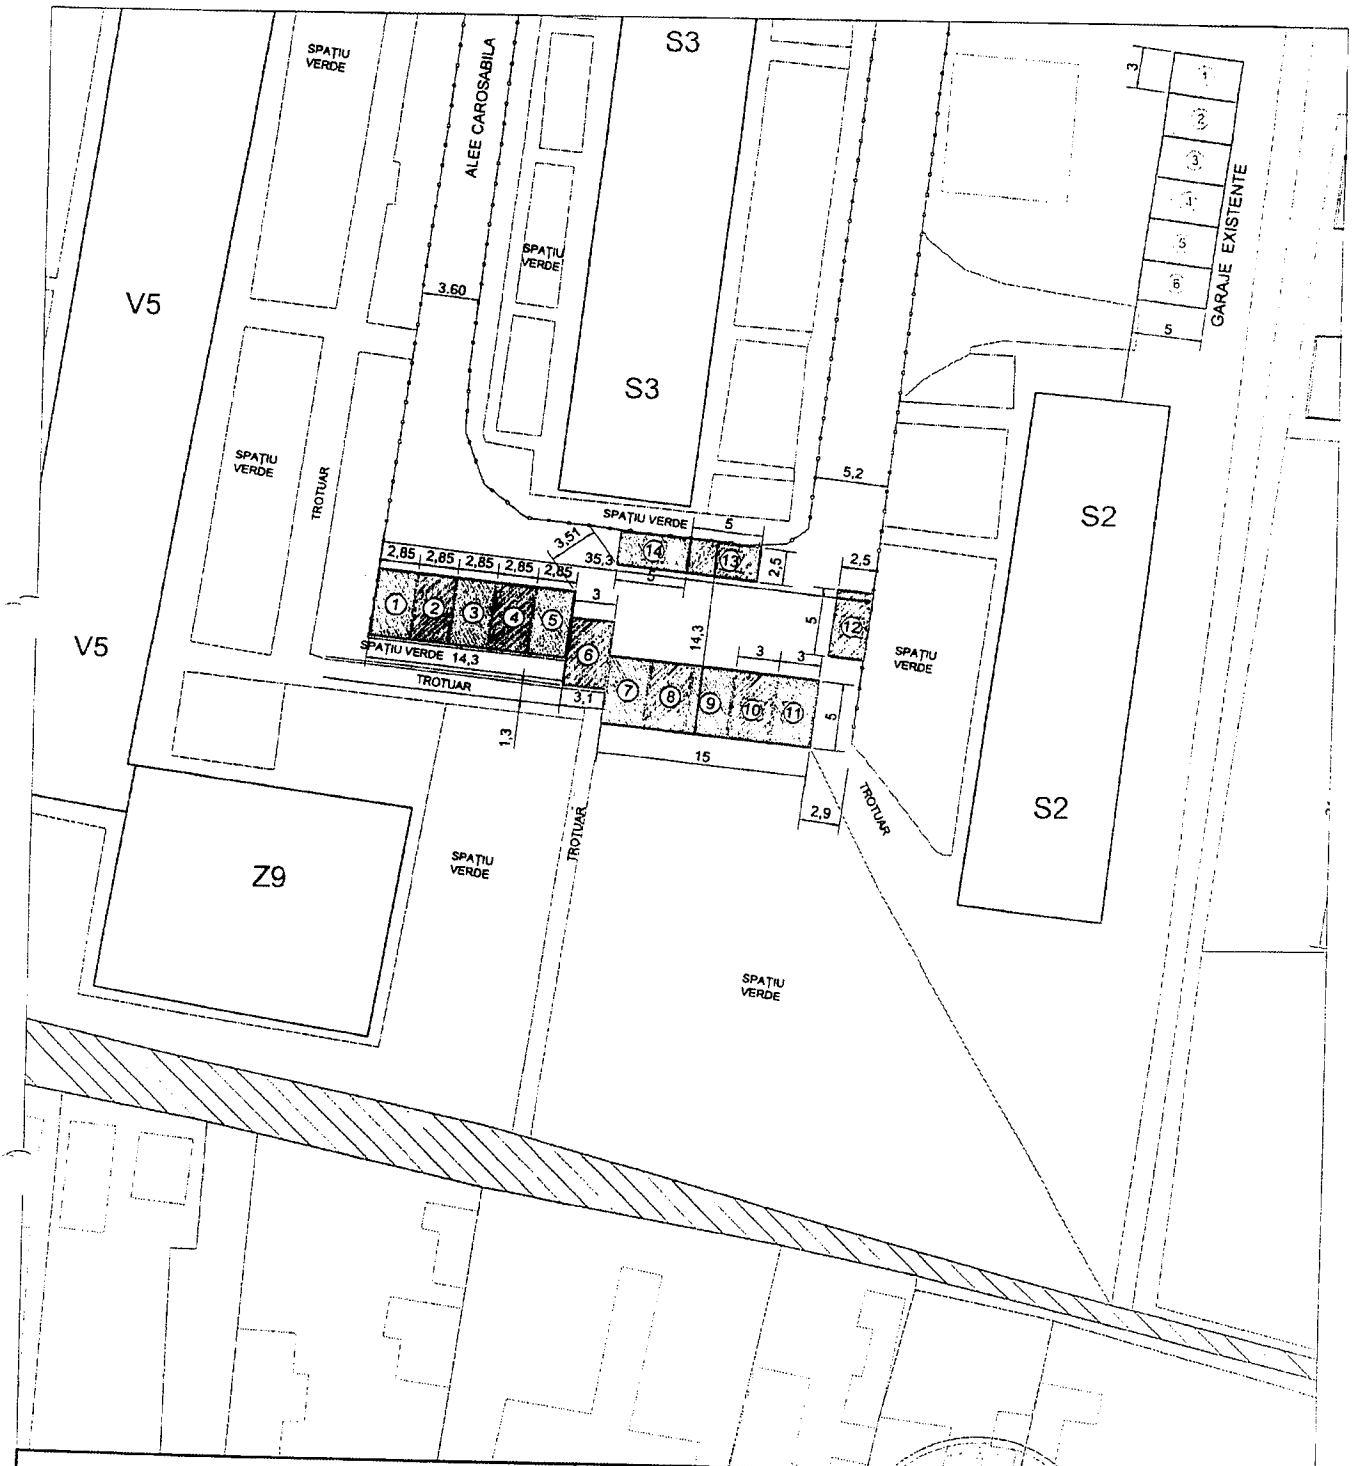 S3
SPAȚIU
VERDE
ALEE CAROSABILA
3
1
2
3
4
5
6
GARAJE EXISTENTE
5
SPAȚIU
VERDE
V5
3.60
S3
SPAȚIU
VERDE
TROTUAR
5,2
S2
SPAȚIU VERDE
5
3,51
35,3
14
13
2,5
2,5
2,85
2,85
2,85
2,85
2,85
5
3
5
1
2
3
4
5
12
14,3
V5
SPAȚIU VERDE
14,3
6
3
3
SPAȚIU
VERDE
TROTUAR
3,1
7
8
9
10
11
5
1,3
15
2,9
TROTUAR
TROTUAR
S2
Z9
SPAȚIU
VERDE
SPAȚIU
VERDE